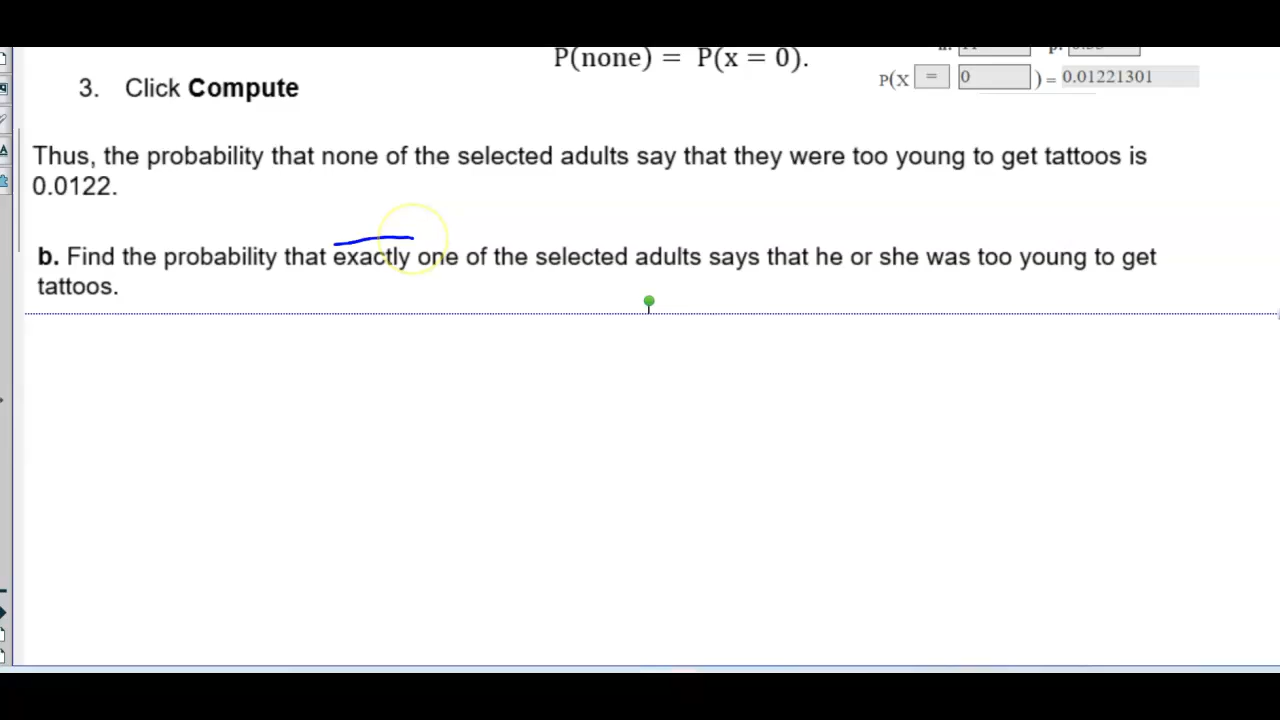 P(none) = P(x = 0).
P(X = 0 ) = 0.01221301
3. Click Compute
Thus, the probability that none of the selected adults say that they were too young to get tattoos is
0.0122.
b. Find the probability that exactly one of the selected adults says that he or she was too young to get
tattoos.